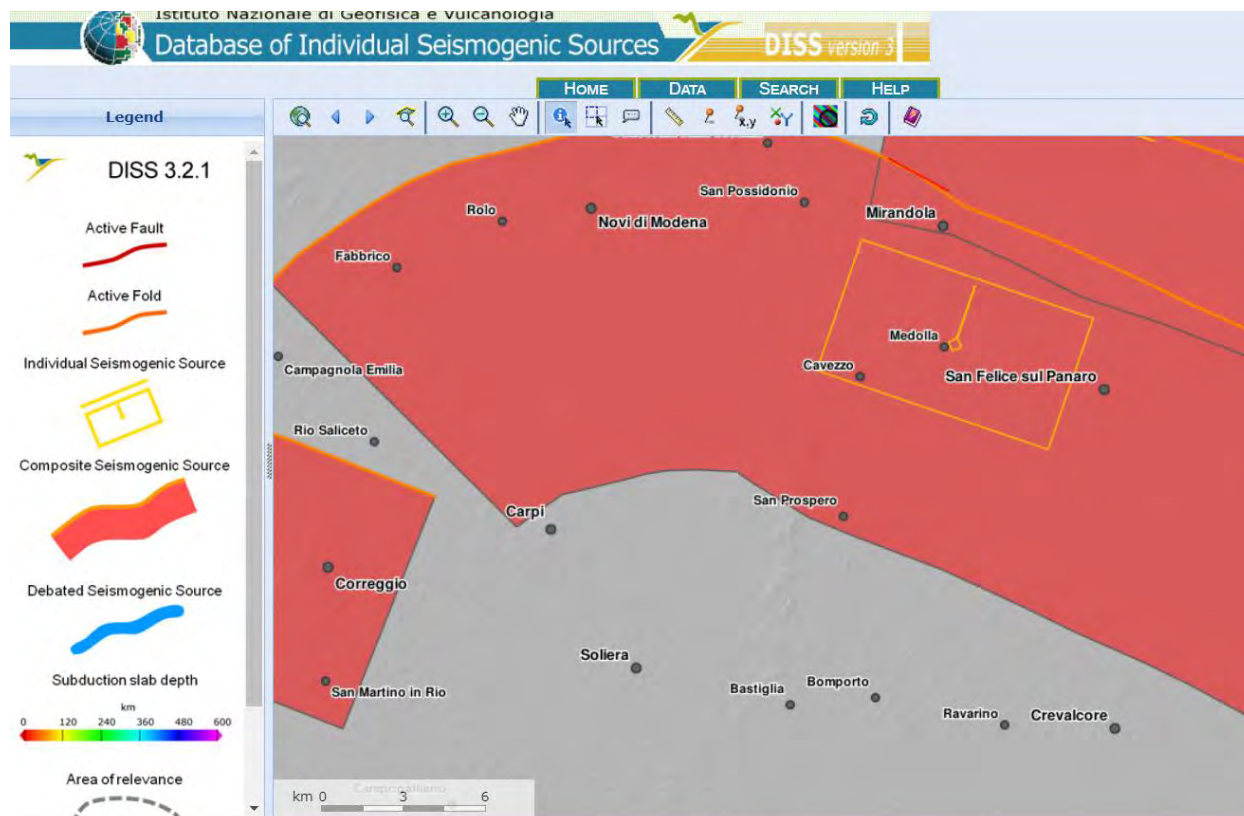 Istituto Nazionale di Geofisica e Vulcanologia
Database of Individual Seismogenic Sources
DISS version 3
HOME DATA SEARCH HELP
Legend
x,y
DISS 3.2.1
Active Fault
Active Fold
Individual Seismogenic Source
Composite Seismogenic Source
Debated Seismogenic Source
Subduction slab depth
km
0 120 240 360 480 600
Area of relevance
San Possidonio
Rolo
Novi di Modena
Mirandola
Fabbrico
Medolla
Campagnola Emilia
Cavezzo
San Felice sul Panaro
Rio Saliceto
San Prospero
Carpi
Correggio
Soliera
San Martino in Rio
Bastiglia
Bomporto
Ravarino
Crevalcore
Campogalliano
km 0 3 6